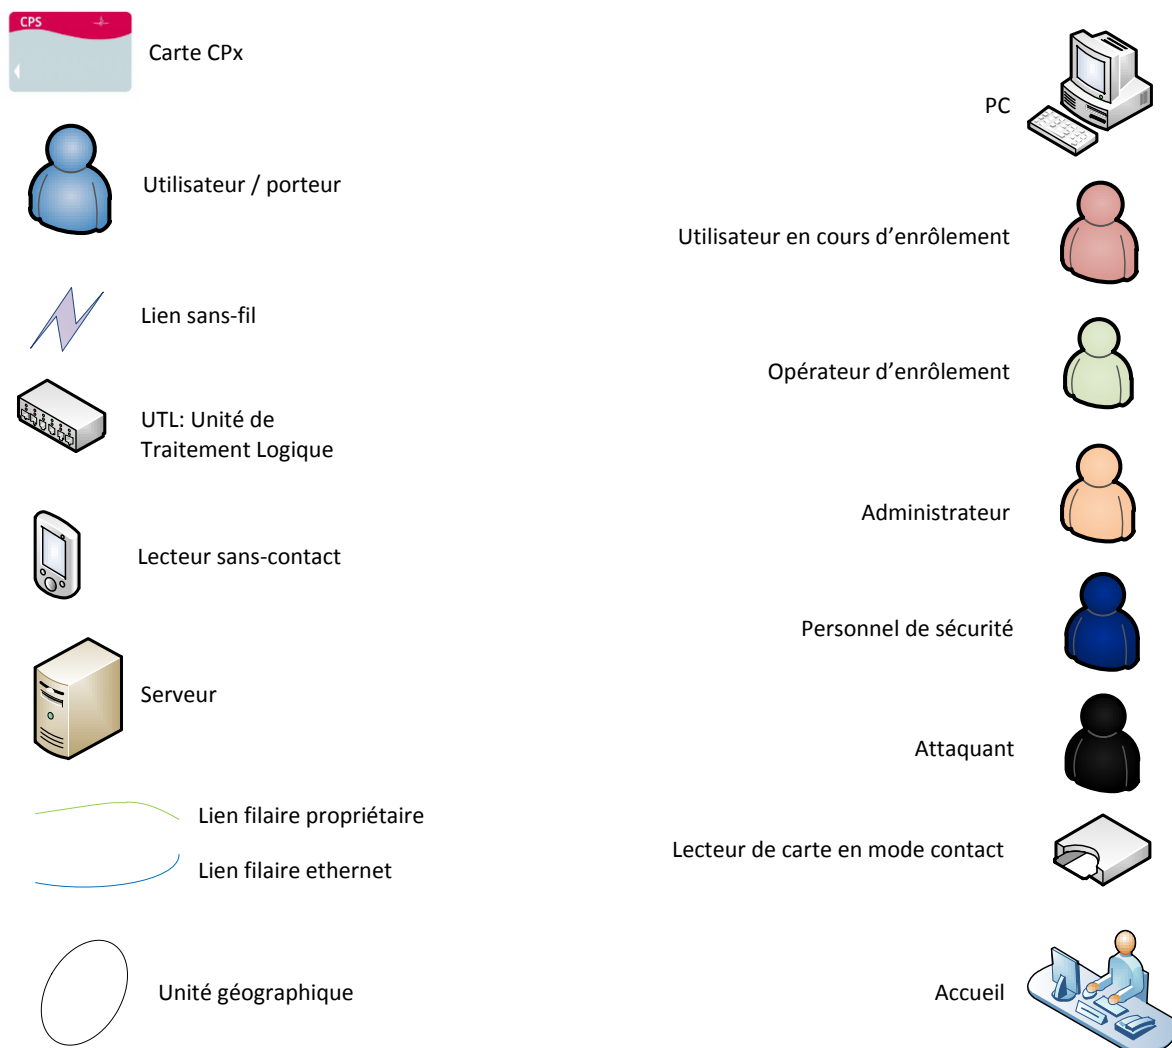 CPS
Carte CPx
Utilisateur / porteur
Lien sans-fil
UTL: Unité de
Traitement Logique
Lecteur sans-contact
Serveur
Lien filaire propriétaire
Lien filaire ethernet
Unité géographique
PC
Utilisateur en cours d’enrôlement
Opérateur d’enrôlement
Administrateur
Personnel de sécurité
Attaquant
Lecteur de carte en mode contact
Accueil